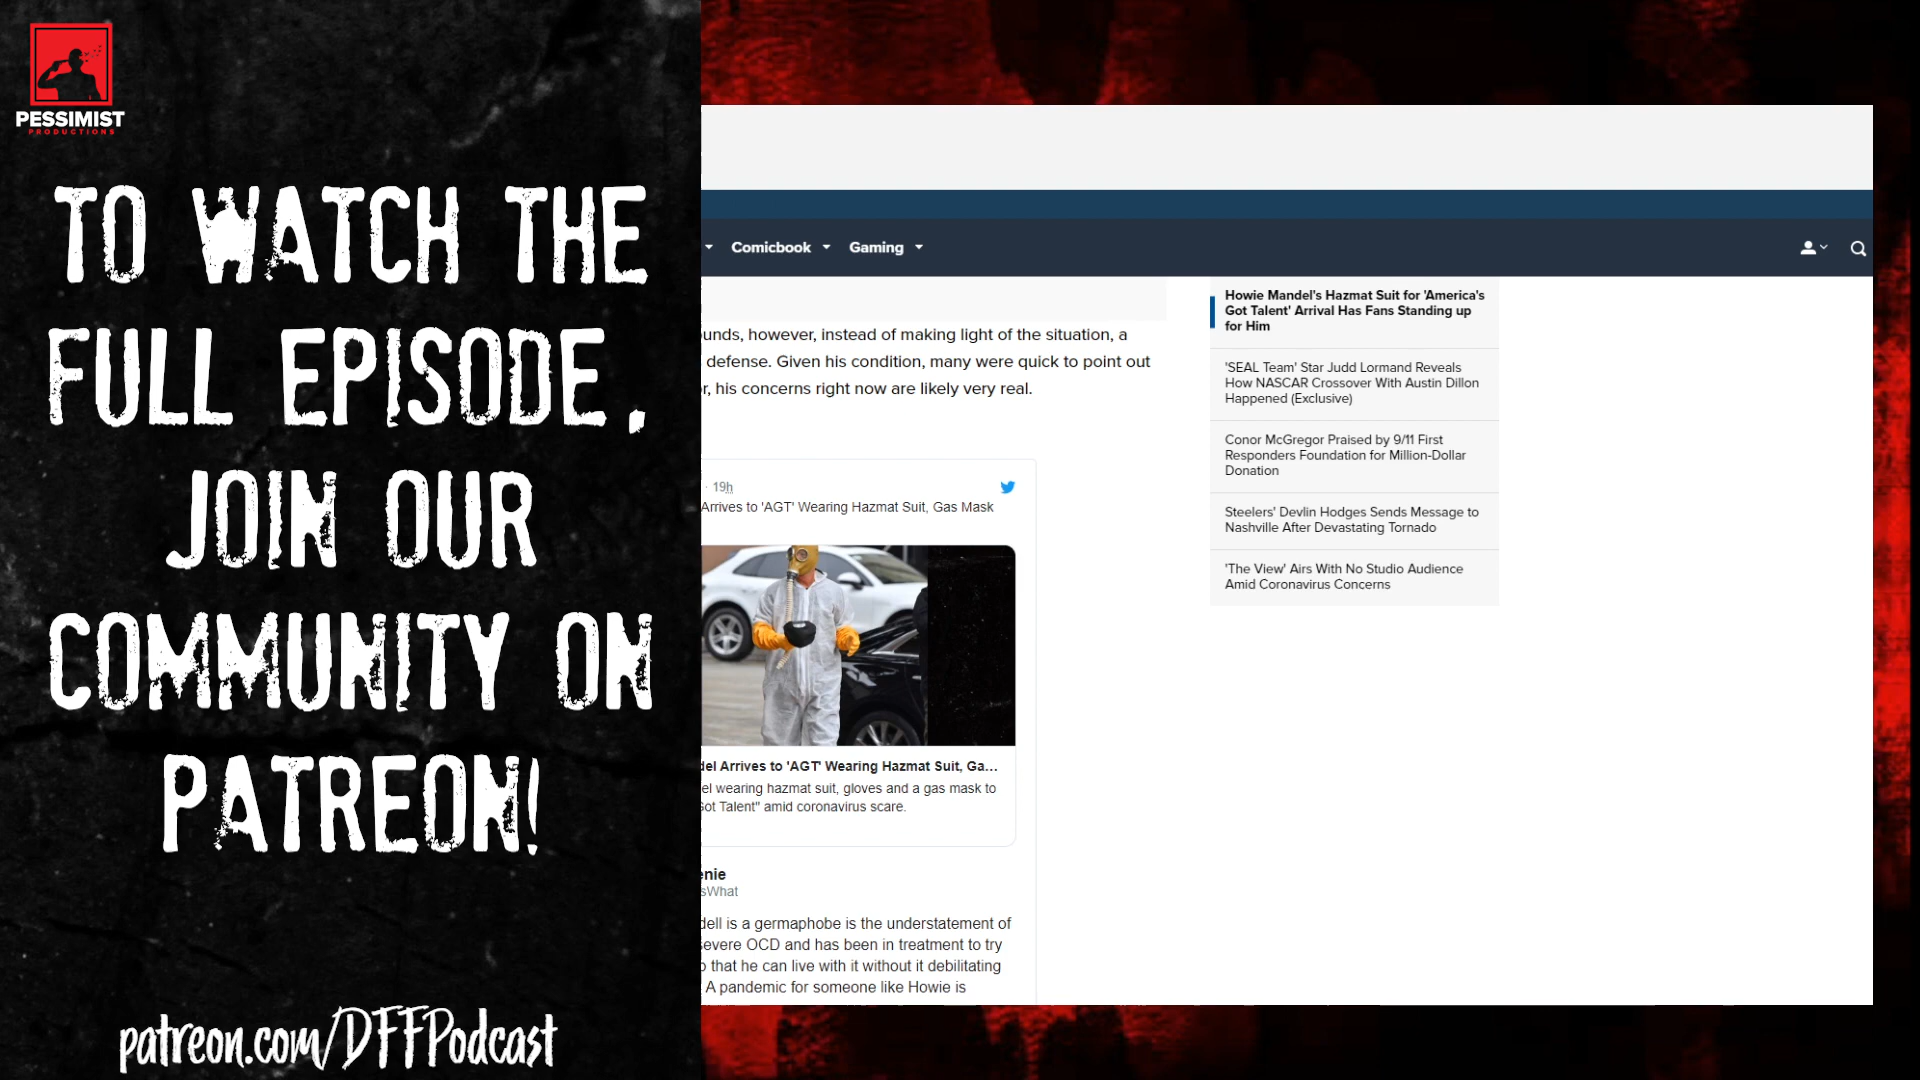 PESSIMIST
PRODUCTIONS
TO WATCH THE
FULL EPISODE,
JOIN OUR
COMMUNITY ON
PATREON!
patreon.com/DFFPodcast
Comicbook
Gaming
unds, however, instead of making light of the situation, a
defense. Given his condition, many were quick to point out
r, his concerns right now are likely very real.
· 19h
Arrives to 'AGT' Wearing Hazmat Suit, Gas Mask
del Arrives to 'AGT' Wearing Hazmat Suit, Ga...
el wearing hazmat suit, gloves and a gas mask to
Got Talent" amid coronavirus scare.
enie
sWhat
dell is a germaphobe is the understatement of
severe OCD and has been in treatment to try
o that he can live with it without it debilitating
A pandemic for someone like Howie is
Howie Mandel's Hazmat Suit for 'America's
Got Talent' Arrival Has Fans Standing up
for Him
'SEAL Team' Star Judd Lormand Reveals
How NASCAR Crossover With Austin Dillon
Happened (Exclusive)
Conor McGregor Praised by 9/11 First
Responders Foundation for Million-Dollar
Donation
Steelers' Devlin Hodges Sends Message to
Nashville After Devastating Tornado
'The View' Airs With No Studio Audience
Amid Coronavirus Concerns